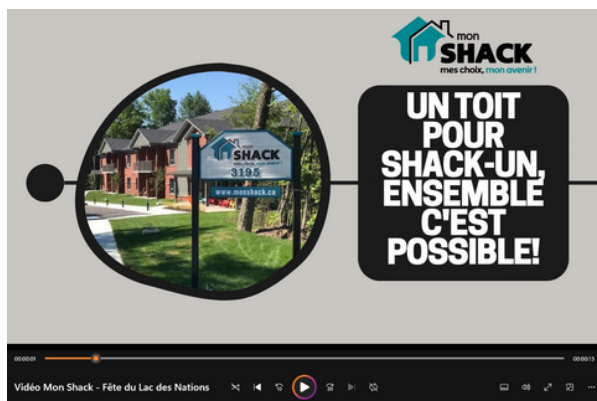 mon
SHACK
mes choix, mon avenir!
UN TOIT
POUR
SHACK-UN,
ENSEMBLE
C'EST
POSSIBLE!
mon
SHACK
3195
www.monshack.ca
00:00:01
00:00:13
Vidéo Mon Shack - Fête du Lac des Nations